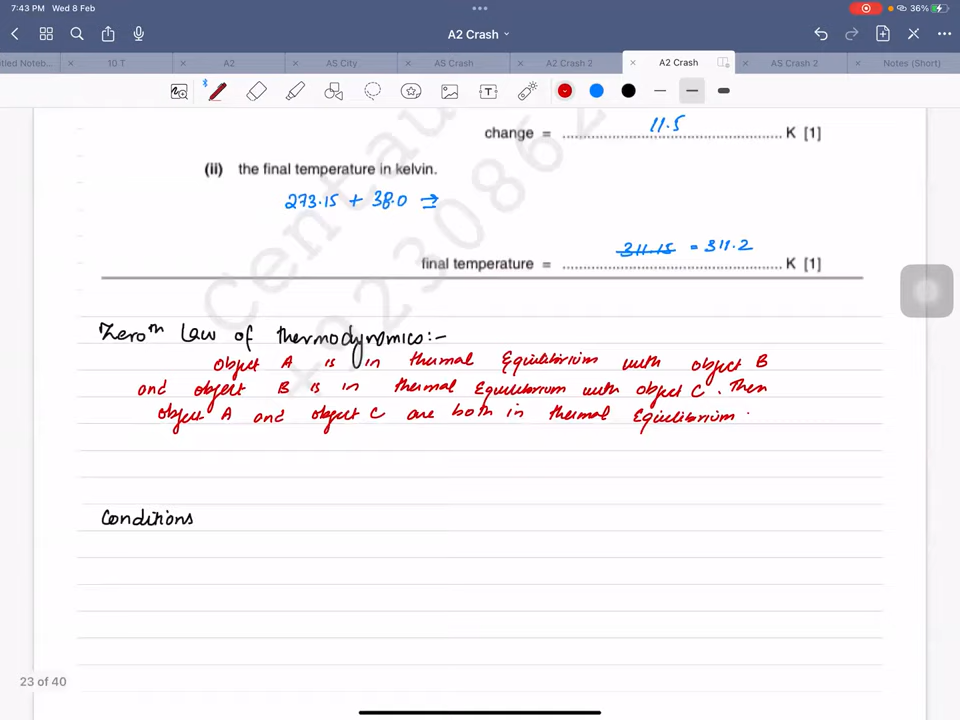 7:43 PM Wed 8 Feb
36%
A2 Crash
titled Noteb...
10 T
A2
AS City
AS Crash
A2 Crash 2
A2 Crash
AS Crash 2
Notes (Short)
change = 11.5 K [1]
(ii) the final temperature in kelvin.
273.15 + 38.0 ⇒
final temperature = 311.15 = 311.2 K [1]
Zeroth Law of thermodynamics:-
object A is in thermal Equilibrium with object B
and object B is in thermal Equilibrium with object C. Then
object A and object C are both in thermal Equilibrium.
Conditions
23 of 40